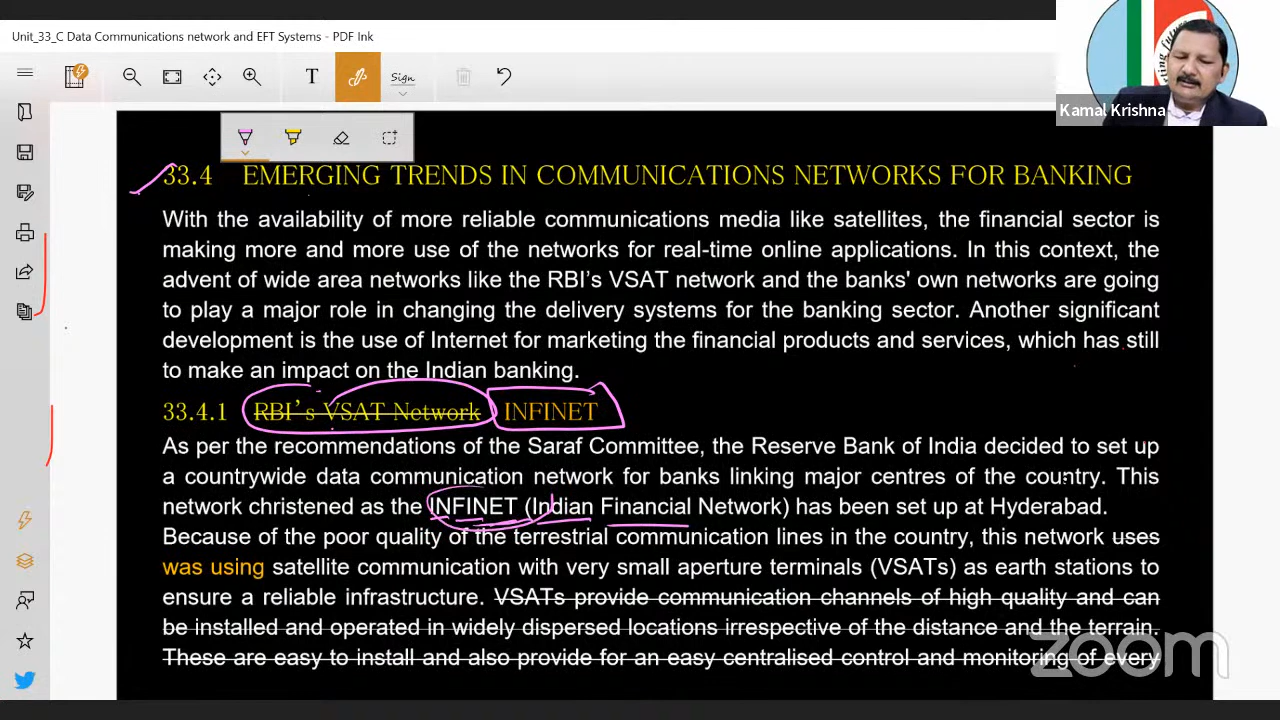 Unit_33_C Data Communications network and EFT Systems - PDF Ink
T
Sign
Kamal Krishna
33.4 EMERGING TRENDS IN COMMUNICATIONS NETWORKS FOR BANKING
With the availability of more reliable communications media like satellites, the financial sector is
making more and more use of the networks for real-time online applications. In this context, the
advent of wide area networks like the RBI's VSAT network and the banks' own networks are going
to play a major role in changing the delivery systems for the banking sector. Another significant
development is the use of Internet for marketing the financial products and services, which has still
to make an impact on the Indian banking.
33.4.1 RBI's VSAT Network INFINET
As per the recommendations of the Saraf Committee, the Reserve Bank of India decided to set up
a countrywide data communication network for banks linking major centres of the country. This
network christened as the INFINET (Indian Financial Network) has been set up at Hyderabad.
Because of the poor quality of the terrestrial communication lines in the country, this network uses
was using satellite communication with very small aperture terminals (VSATs) as earth stations to
ensure a reliable infrastructure. VSATs provide communication channels of high quality and can
be installed and operated in widely dispersed locations irrespective of the distance and the terrain.
These are easy to install and also provide for an easy centralised control and monitoring of every
zoom